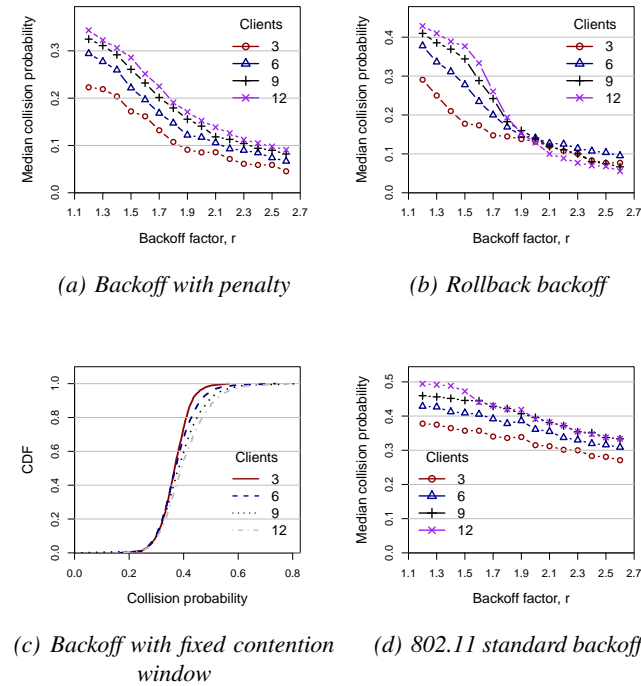 Clients
3
6
9
12
Median collision probability
0.0
0.1
0.2
0.3
1.1 1.3 1.5 1.7 1.9 2.1 2.3 2.5 2.7
Backoff factor, r
(a) Backoff with penalty
Clients
3
6
9
12
Median collision probability
0.0
0.1
0.2
0.3
0.4
1.1 1.3 1.5 1.7 1.9 2.1 2.3 2.5 2.7
Backoff factor, r
(b) Rollback backoff
CDF
0.0
0.2
0.4
0.6
0.8
1.0
Clients
3
6
9
12
0.0 0.2 0.4 0.6 0.8
Collision probability
(c) Backoff with fixed contention
window
Median collision probability
0.0
0.1
0.2
0.3
0.4
0.5
Clients
3
6
9
12
1.1 1.3 1.5 1.7 1.9 2.1 2.3 2.5 2.7
Backoff factor, r
(d) 802.11 standard backoff